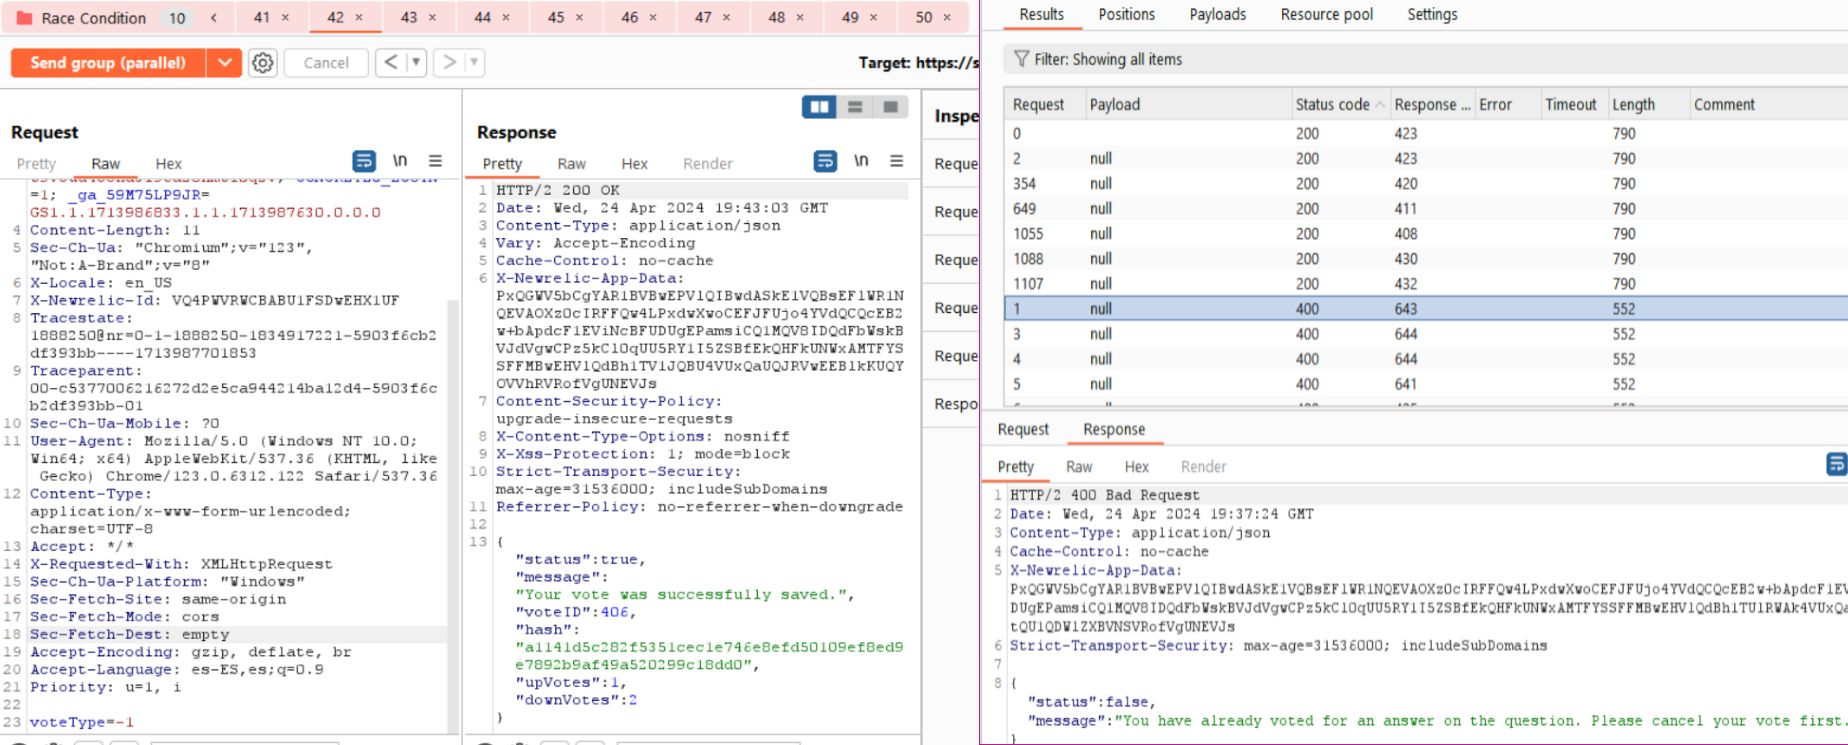 Race Condition 10 < 41 × 42 × 43 × 44 × 45 × 46 × 47 × 48 × 49 × 50 ×
Send group (parallel) Cancel < > Target: https://s
Request
Pretty Raw Hex \n
=1; _ga_59M75LP9JR=
GS1.1.1713986833.1.1.1713987630.0.0.0
4 Content-Length: 11
5 Sec-Ch-Ua: "Chromium";v="123",
"Not:A-Brand";v="8"
6 X-Locale: en_US
7 X-Newrelic-Id: VQ4PWVRWCBABU1FSDwEHX1UF
8 Tracestate:
1888250@nr=0-1-1888250-1834917221-5903f6cb2
df393bb----1713987701853
9 Traceparent:
00-c5377006216272d2e5ca944214ba12d4-5903f6c
b2df393bb-01
10 Sec-Ch-Ua-Mobile: ?0
11 User-Agent: Mozilla/5.0 (Windows NT 10.0;
Win64; x64) AppleWebKit/537.36 (KHTML, like
Gecko) Chrome/123.0.6312.122 Safari/537.36
12 Content-Type:
application/x-www-form-urlencoded;
charset=UTF-8
13 Accept: */*
14 X-Requested-With: XMLHttpRequest
15 Sec-Ch-Ua-Platform: "Windows"
16 Sec-Fetch-Site: same-origin
17 Sec-Fetch-Mode: cors
18 Sec-Fetch-Dest: empty
19 Accept-Encoding: gzip, deflate, br
20 Accept-Language: es-ES,es;q=0.9
21 Priority: u=1, i
22
23 voteType=-1
Response
Pretty Raw Hex Render \n
1 HTTP/2 200 OK
2 Date: Wed, 24 Apr 2024 19:43:03 GMT
3 Content-Type: application/json
4 Vary: Accept-Encoding
5 Cache-Control: no-cache
6 X-Newrelic-App-Data:
7 Content-Security-Policy:
upgrade-insecure-requests
8 X-Content-Type-Options: nosniff
9 X-Xss-Protection: 1; mode=block
10 Strict-Transport-Security:
max-age=31536000; includeSubDomains
11 Referrer-Policy: no-referrer-when-downgrade
12
13 {
"status":true,
"message":
"Your vote was successfully saved.",
"voteID":406,
"hash":
"a1141d5c282f5351cec1e746e8efd50109ef8ed9
e7892b9af49a520299c18dd0",
"upVotes":1,
"downVotes":2
}
Inspe
Reque
Reque
Reque
Reque
Reque
Respo
Results Positions Payloads Resource pool Settings
Filter: Showing all items
Request Payload Status code Response ... Error Timeout Length Comment
0 200 423 790
2 null 200 423 790
354 null 200 420 790
649 null 200 411 790
1055 null 200 408 790
1088 null 200 430 790
1107 null 200 432 790
1 null 400 643 552
3 null 400 644 552
4 null 400 644 552
5 null 400 641 552
Request Response
Pretty Raw Hex Render
1 HTTP/2 400 Bad Request
2 Date: Wed, 24 Apr 2024 19:37:24 GMT
3 Content-Type: application/json
4 Cache-Control: no-cache
5 X-Newrelic-App-Data:
6 Strict-Transport-Security: max-age=31536000; includeSubDomains
7
8 {
"status":false,
"message":"You have already voted for an answer on the question. Please cancel your vote first.
}